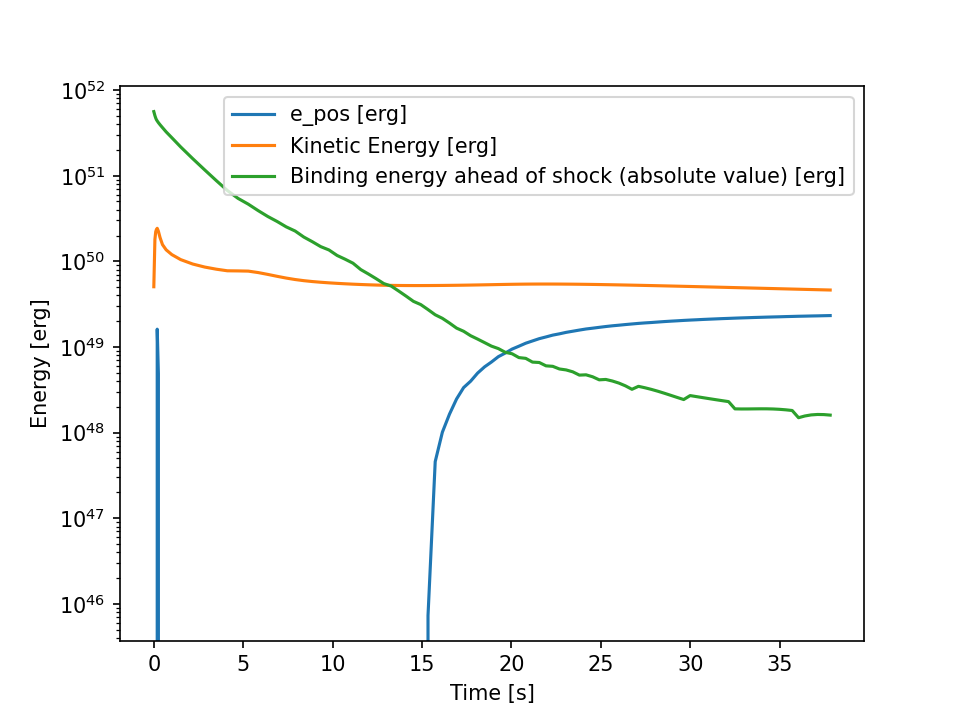 e_pos [erg]
Kinetic Energy [erg]
Binding energy ahead of shock (absolute value) [erg]
Energy [erg]
10^52
10^51
10^50
10^49
10^48
10^47
10^46
0 5 10 15 20 25 30 35
Time [s]